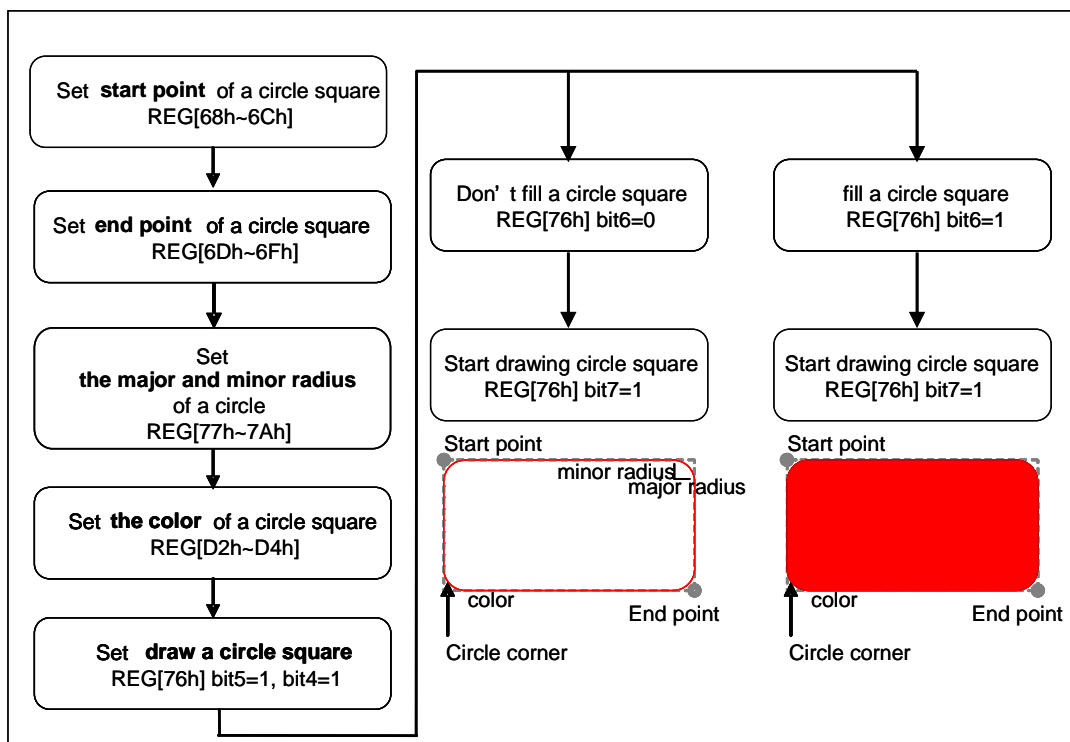 Set start point of a circle square
REG[68h~6Ch]
Set end point of a circle square
REG[6Dh~6Fh]
Set
the major and minor radius
of a circle
REG[77h~7Ah]
Set the color of a circle square
REG[D2h~D4h]
Set draw a circle square
REG[76h] bit5=1, bit4=1
Don' t fill a circle square
REG[76h] bit6=0
Start drawing circle square
REG[76h] bit7=1
Start point
minor radius
major radius
color
End point
Circle corner
fill a circle square
REG[76h] bit6=1
Start drawing circle square
REG[76h] bit7=1
Start point
color
End point
Circle corner